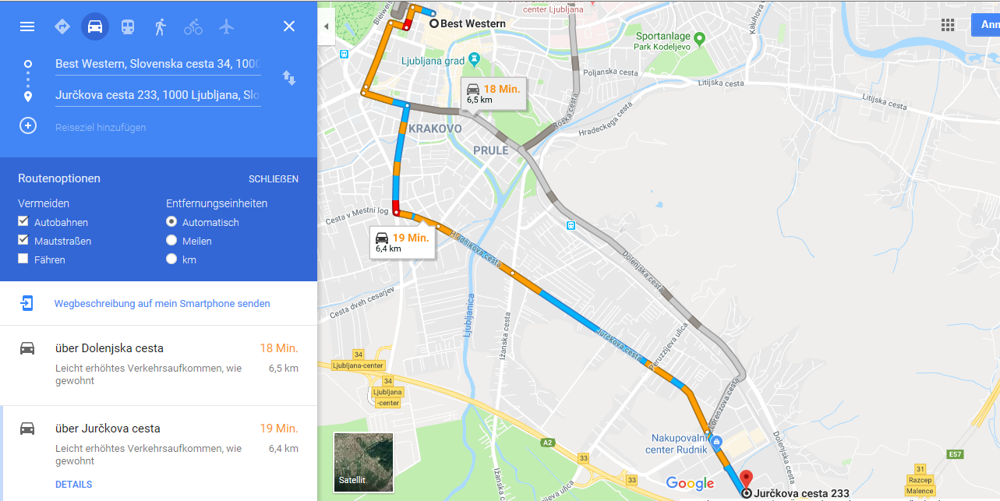 Best Western, Slovenska cesta 34, 1000
Jurčkova cesta 233, 1000 Ljubljana, Slo
Reiseziel hinzufügen
Routenoptionen
SCHLIEẞEN
Vermeiden
Entfernungseinheiten
Autobahnen
Automatisch
Mautstraßen
Meilen
Fähren
km
Wegbeschreibung auf mein Smartphone senden
über Dolenjska cesta
18 Min.
Leicht erhöhtes Verkehrsaufkommen, wie
6,5 km
gewohnt
über Jurčkova cesta
19 Min.
Leicht erhöhtes Verkehrsaufkommen, wie
6,4 km
gewohnt
DETAILS
center Ljubljana
Best Western
Ann
Sportanlage
Park Kodeljevo
Ljubljana grad
Poljanska cesta
Litijska cesta
Litijska cesta
18 Min.
6,5 km
Roška cesta
Hradeckega cesta
KRAKOVO
PRULE
Cesta v Mestni log
19 Min.
6,4 km
Hladnikova cesta
Dolenjska cesta
Cesta dveh cesarjev
Ljubljanica
Ižanska cesta
Jurčkova cesta
Peruzzijeva ulica
34
Ljubljana-center
34
Ljubljana
-center
Lorenzova cesta
A2
Nakupovalni
center Rudnik
Dolenjska cesta
E57
33
33
31
Razcep
Malence
Satellit
Google
Jurčkova cesta 233